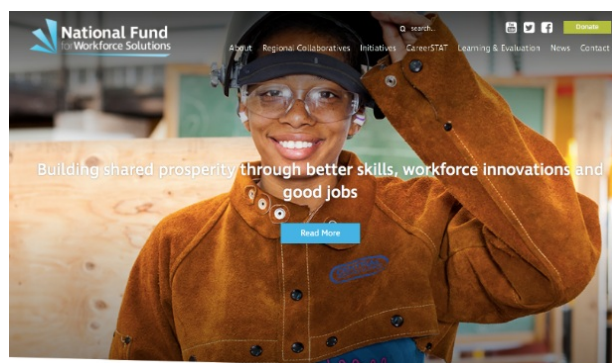 National Fund
for Workforce Solutions
search...
Donate
About Regional Collaboratives Initiatives CareerSTAT Learning & Evaluation News Contact
Building shared prosperity through better skills, workforce innovations and
good jobs
Read More